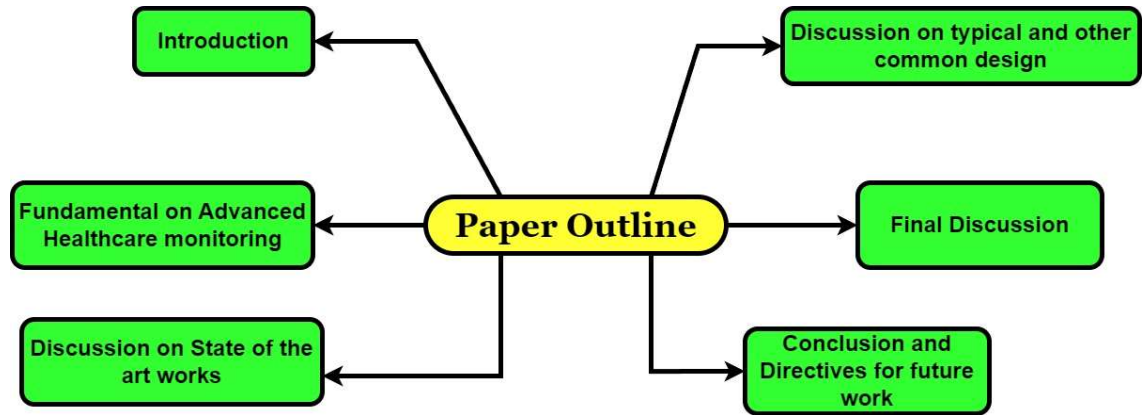 Introduction
Fundamental on Advanced
Healthcare monitoring
Discussion on State of the
art works
Paper Outline
Discussion on typical and other
common design
Final Discussion
Conclusion and
Directives for future
work